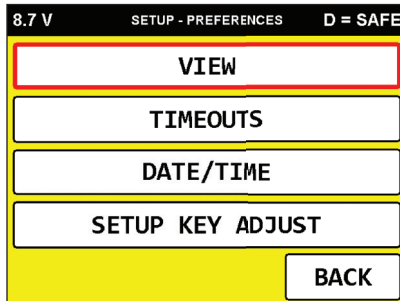 8.7 V SETUP - PREFERENCES D = SAFE
VIEW
TIMEOUTS
DATE/TIME
SETUP KEY ADJUST
BACK